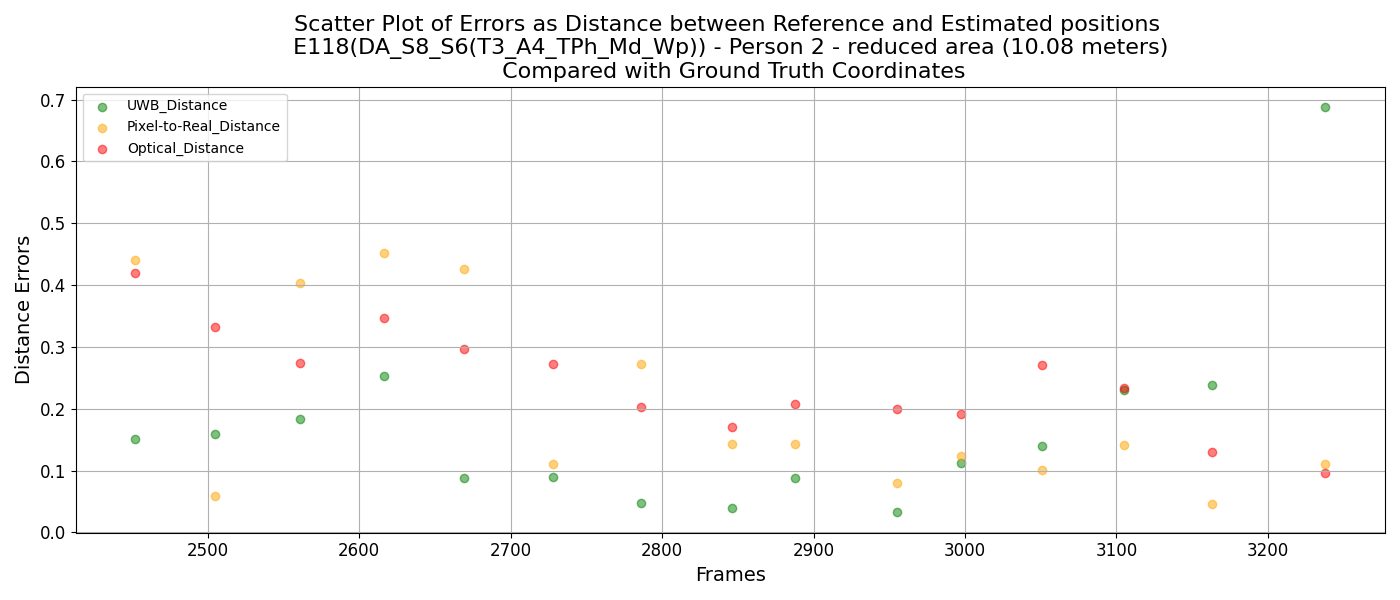 Scatter Plot of Errors as Distance between Reference and Estimated positions
E118(DA_S8_S6(T3_A4_TPh_Md_Wp)) - Person 2 - reduced area (10.08 meters)
Compared with Ground Truth Coordinates
UWB_Distance
Pixel-to-Real_Distance
Optical_Distance
Distance Errors
0.7
0.6
0.5
0.4
0.3
0.2
0.1
0.0
2500 2600 2700 2800 2900 3000 3100 3200
Frames